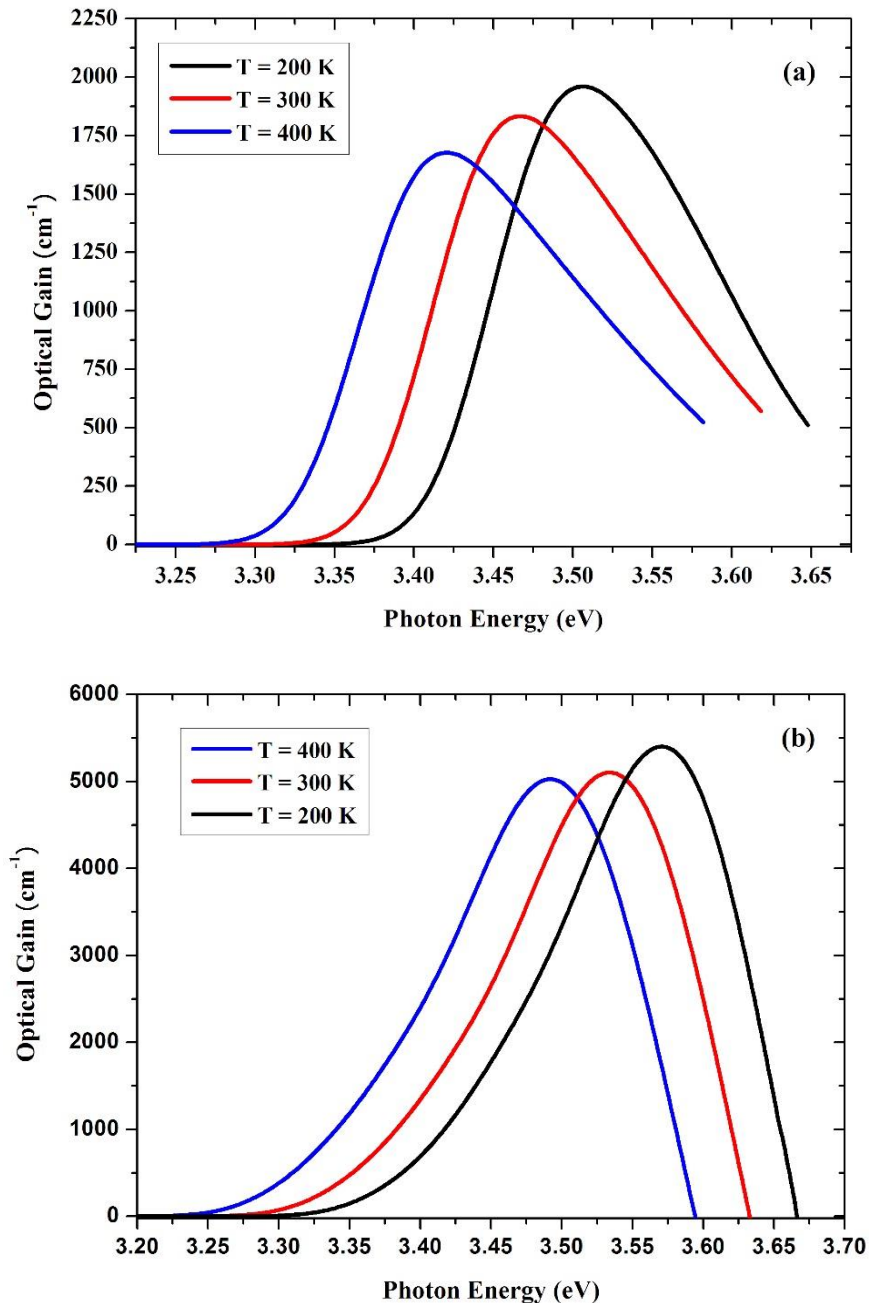 2250
2000
1750
1500
1250
1000
750
500
250
0
Optical Gain (cm-1)
T = 200 K
T = 300 K
T = 400 K
(a)
3.25 3.30 3.35 3.40 3.45 3.50 3.55 3.60 3.65
Photon Energy (eV)
6000
5000
4000
3000
2000
1000
0
Optical Gain (cm-1)
T = 400 K
T = 300 K
T = 200 K
(b)
3.20 3.25 3.30 3.35 3.40 3.45 3.50 3.55 3.60 3.65 3.70
Photon Energy (eV)